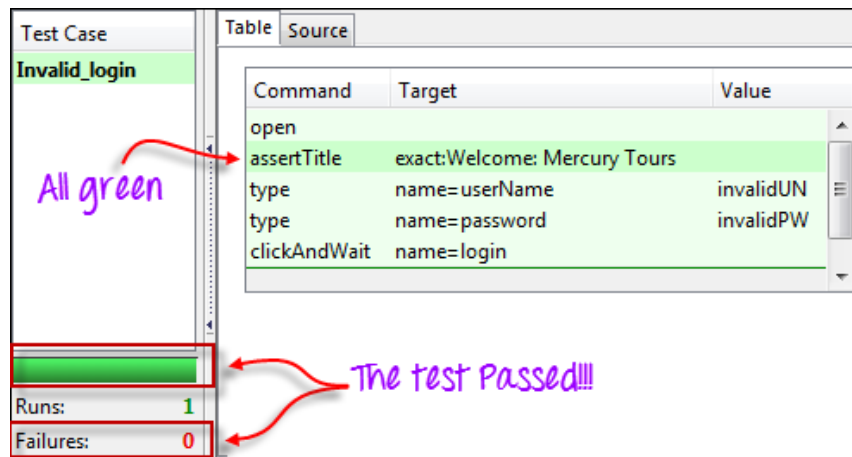 Test Case
Invalid_login
Table Source
Command Target Value
open
assertTitle exact:Welcome: Mercury Tours
type name=userName invalidUN
type name=password invalidPW
clickAndWait name=login
All green
The test Passed!!!
Runs: 1
Failures: 0